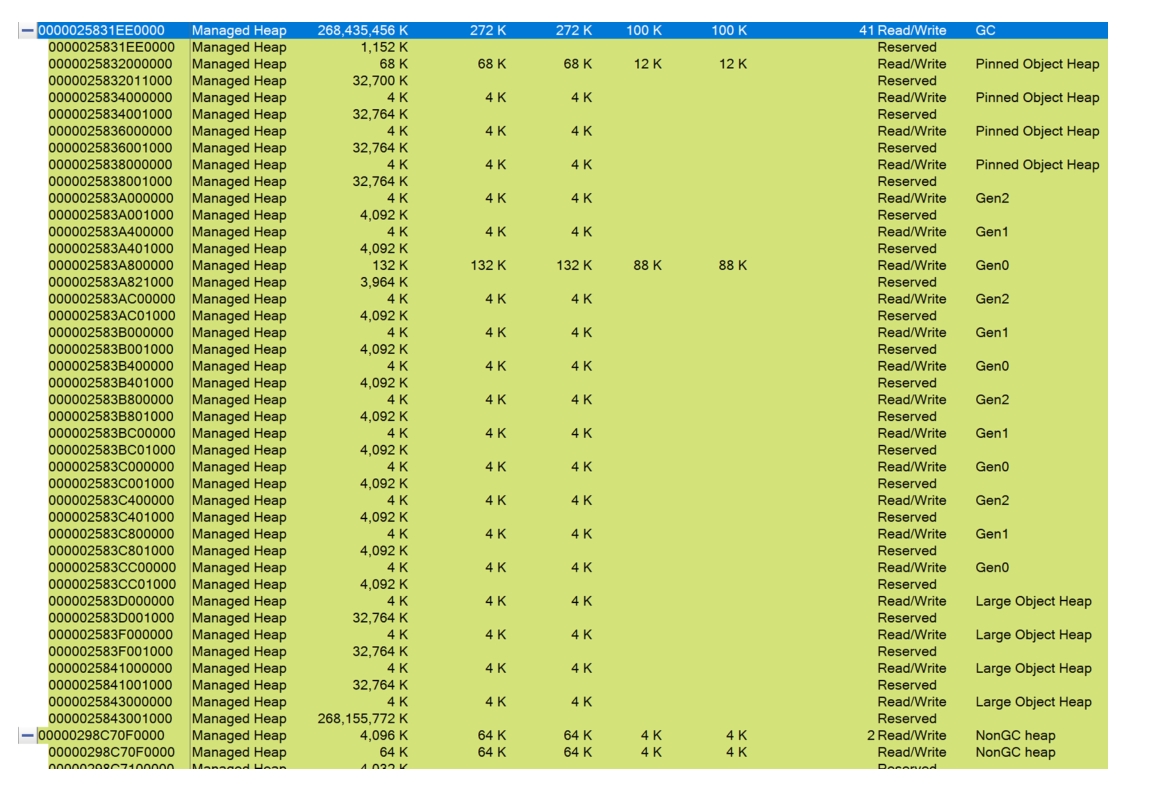 0000025831EE0000 Managed Heap 268,435,456 K 272 K 272 K 100 K 100 K 41 Read/Write GC
0000025831EE0000 Managed Heap 1,152 K Reserved
0000025832000000 Managed Heap 68 K 68 K 68 K 12 K 12 K Read/Write Pinned Object Heap
0000025832011000 Managed Heap 32,700 K Reserved
0000025834000000 Managed Heap 4 K 4 K 4 K Read/Write Pinned Object Heap
0000025834001000 Managed Heap 32,764 K Reserved
0000025836000000 Managed Heap 4 K 4 K 4 K Read/Write Pinned Object Heap
0000025836001000 Managed Heap 32,764 K Reserved
0000025838000000 Managed Heap 4 K 4 K 4 K Read/Write Pinned Object Heap
0000025838001000 Managed Heap 32,764 K Reserved
000002583A000000 Managed Heap 4 K 4 K 4 K Read/Write Gen2
000002583A001000 Managed Heap 4,092 K Reserved
000002583A400000 Managed Heap 4 K 4 K 4 K Read/Write Gen1
000002583A401000 Managed Heap 4,092 K Reserved
000002583A800000 Managed Heap 132 K 132 K 132 K 88 K 88 K Read/Write Gen0
000002583A821000 Managed Heap 3,964 K Reserved
000002583AC00000 Managed Heap 4 K 4 K 4 K Read/Write Gen2
000002583AC01000 Managed Heap 4,092 K Reserved
000002583B000000 Managed Heap 4 K 4 K 4 K Read/Write Gen1
000002583B001000 Managed Heap 4,092 K Reserved
000002583B400000 Managed Heap 4 K 4 K 4 K Read/Write Gen0
000002583B401000 Managed Heap 4,092 K Reserved
000002583B800000 Managed Heap 4 K 4 K 4 K Read/Write Gen2
000002583B801000 Managed Heap 4,092 K Reserved
000002583BC00000 Managed Heap 4 K 4 K 4 K Read/Write Gen1
000002583BC01000 Managed Heap 4,092 K Reserved
000002583C000000 Managed Heap 4 K 4 K 4 K Read/Write Gen0
000002583C001000 Managed Heap 4,092 K Reserved
000002583C400000 Managed Heap 4 K 4 K 4 K Read/Write Gen2
000002583C401000 Managed Heap 4,092 K Reserved
000002583C800000 Managed Heap 4 K 4 K 4 K Read/Write Gen1
000002583C801000 Managed Heap 4,092 K Reserved
000002583CC00000 Managed Heap 4 K 4 K 4 K Read/Write Gen0
000002583CC01000 Managed Heap 4,092 K Reserved
000002583D000000 Managed Heap 4 K 4 K 4 K Read/Write Large Object Heap
000002583D001000 Managed Heap 32,764 K Reserved
000002583F000000 Managed Heap 4 K 4 K 4 K Read/Write Large Object Heap
000002583F001000 Managed Heap 32,764 K Reserved
0000025841000000 Managed Heap 4 K 4 K 4 K Read/Write Large Object Heap
0000025841001000 Managed Heap 32,764 K Reserved
0000025843000000 Managed Heap 4 K 4 K 4 K Read/Write Large Object Heap
0000025843001000 Managed Heap 268,155,772 K Reserved
00000298C70F0000 Managed Heap 4,096 K 64 K 64 K 4 K 4 K 2 Read/Write NonGC heap
00000298C70F0000 Managed Heap 64 K 64 K 64 K 4 K 4 K Read/Write NonGC heap
00000298C7100000 Managed Heap 4,032 K Reserved